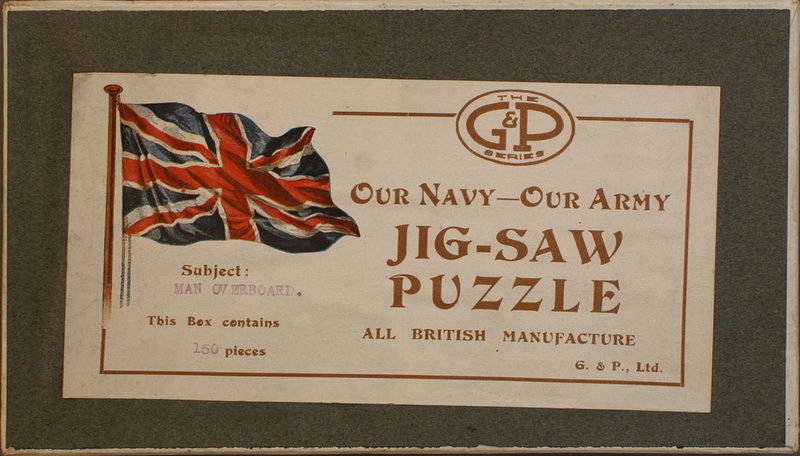 THE
G&P
SERIES
OUR NAVY—OUR ARMY
JIG-SAW
PUZZLE
ALL BRITISH MANUFACTURE
G. & P., Ltd.
Subject:
MAN OVERBOARD.
This Box contains
150 pieces